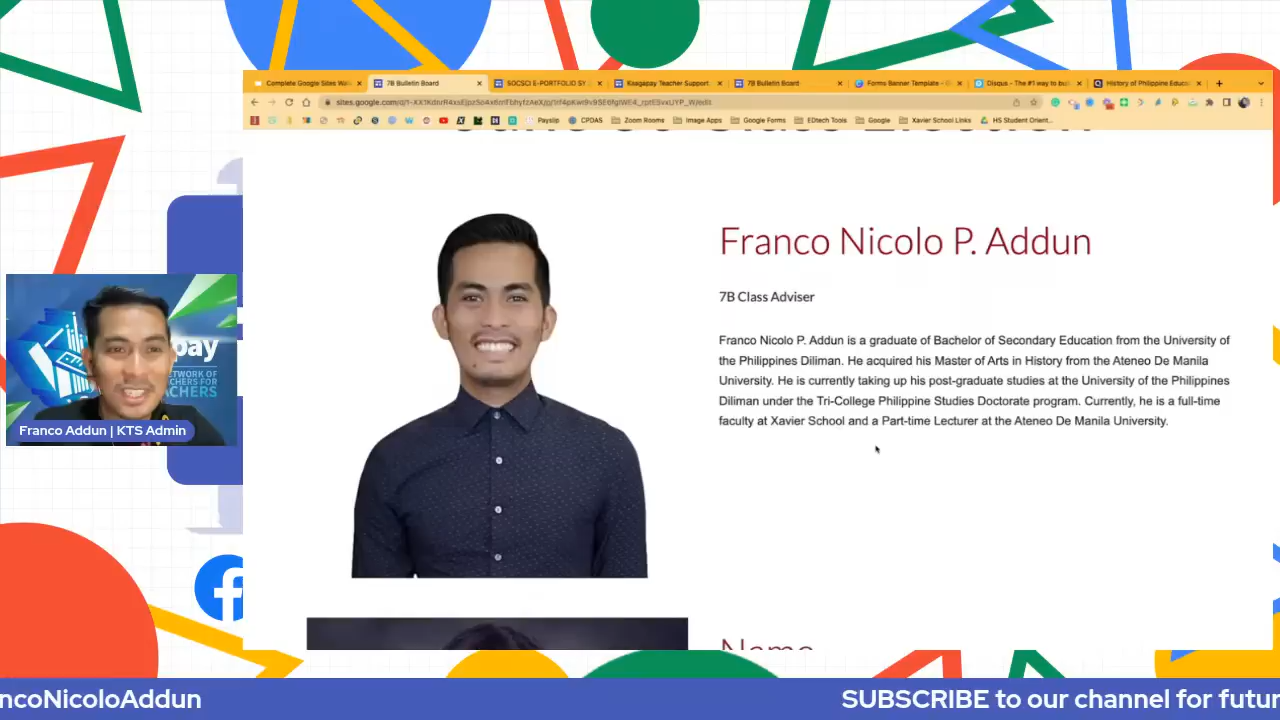 Complete Google Sites
7B Bulletin Board
SOCSCI E-PORTFOLIO SY
Kaagapay Teacher Support
7B Bulletin Board
Forms Banner Template - G
Disqus – The #1 way to
History of Philippine Educ
Payslip
CPDAS
Zoom Rooms
Image Apps
Google Forms
EDtech Tools
Google
Xavier School Links
HS Student Orient...
Franco Nicolo P. Addun
7B Class Adviser
Franco Nicolo P. Addun is a graduate of Bachelor of Secondary Education from the University of
the Philippines Diliman. He acquired his Master of Arts in History from the Ateneo De Manila
University. He is currently taking up his post-graduate studies at the University of the Philippines
Diliman under the Tri-College Philippine Studies Doctorate program. Currently, he is a full-time
faculty at Xavier School and a Part-time Lecturer at the Ateneo De Manila University.
Name
pay
NETWORK OF
CHERS FOR
ACHERS
Franco Addun | KTS Admin
ncoNicoloAddun
SUBSCRIBE to our channel for futur